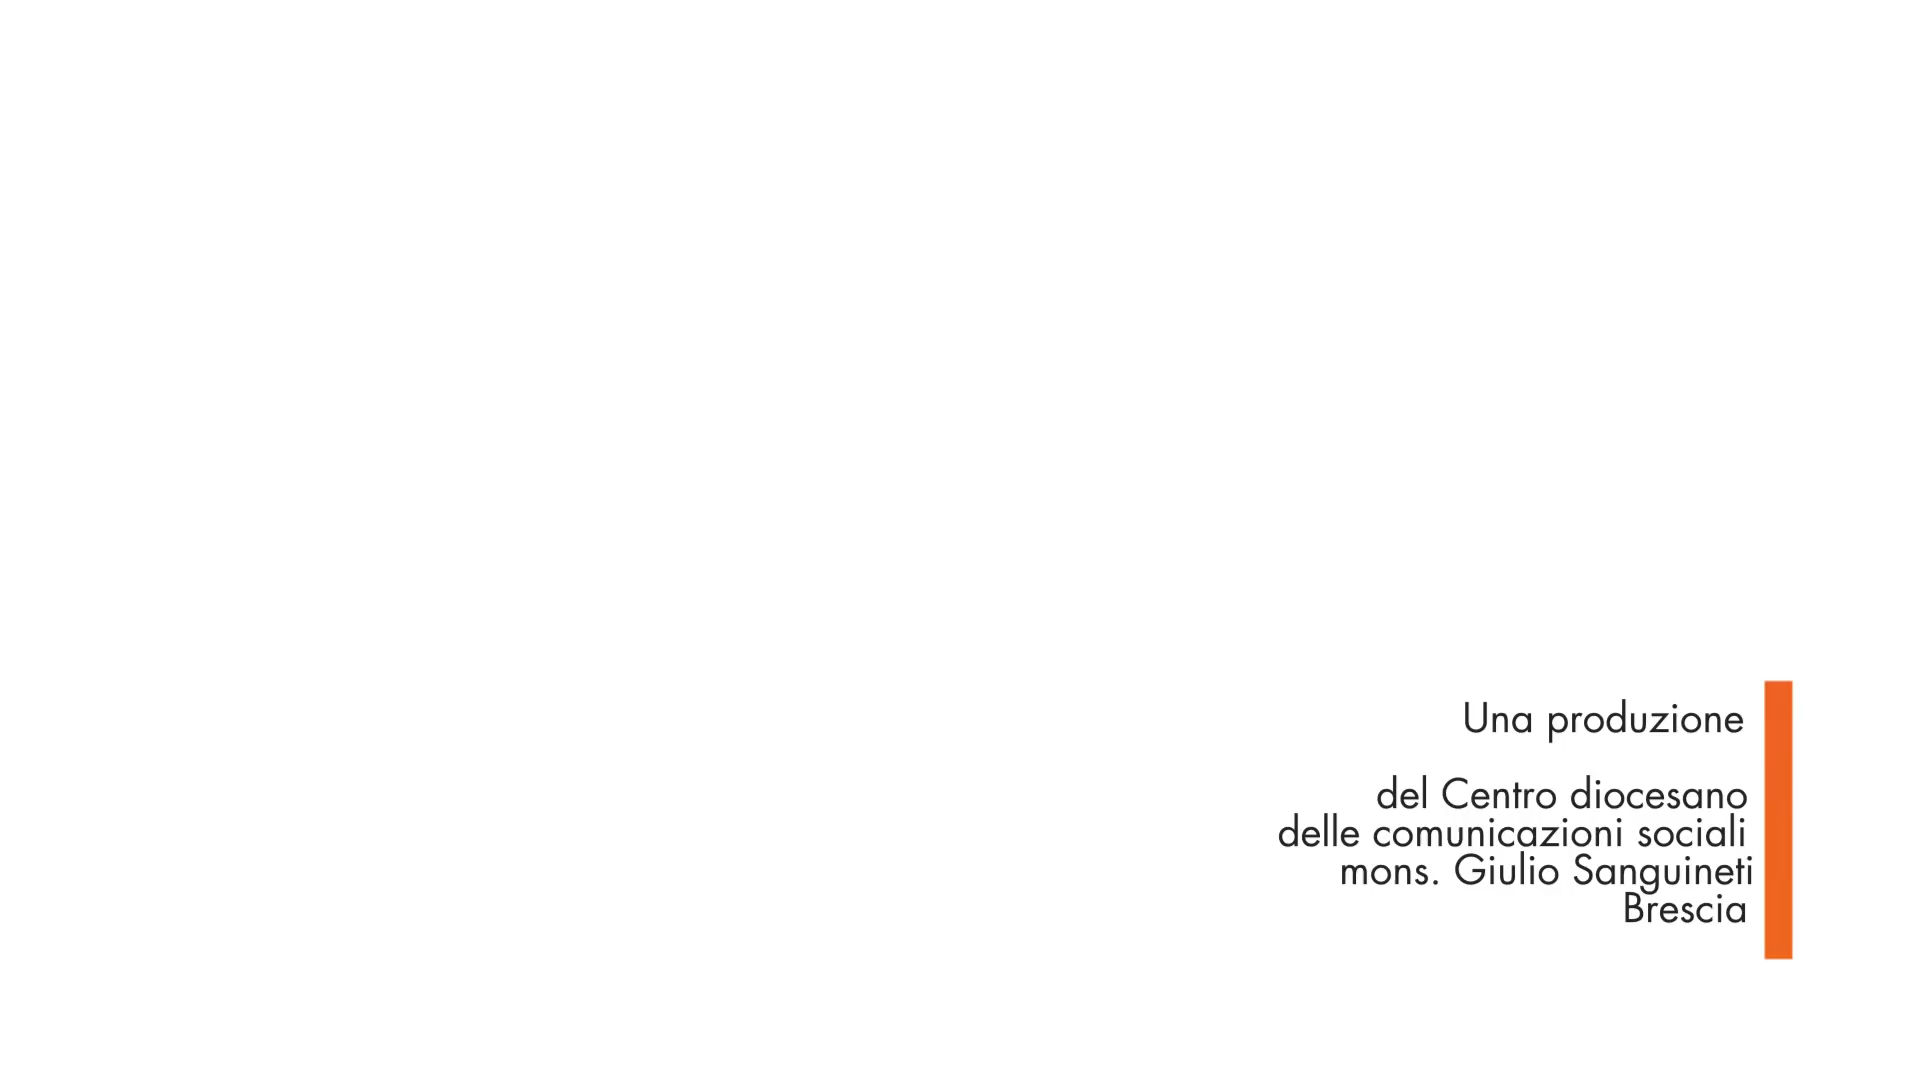 Una produzione
del Centro diocesano
delle comunicazioni sociali
mons. Giulio Sanguineti
Brescia